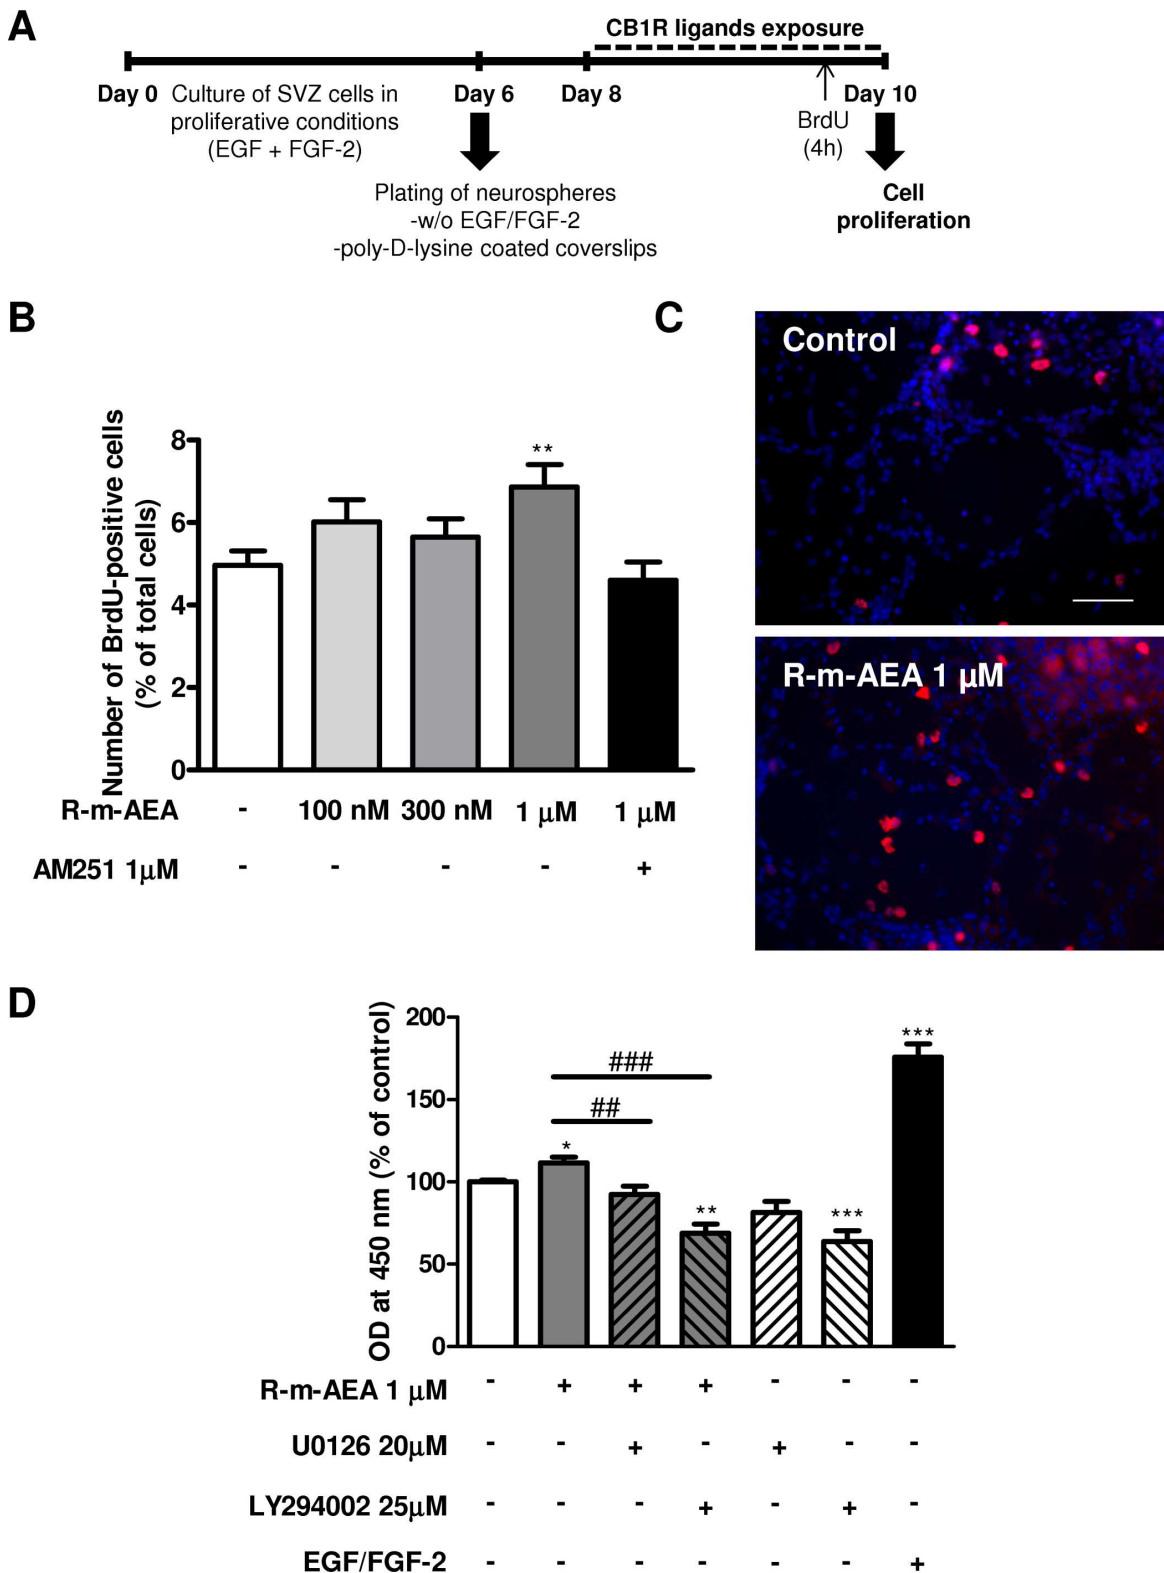 A
CB1R ligands exposure
Day 0 Culture of SVZ cells in Day 6 Day 8 Day 10
proliferative conditions
(EGF + FGF-2)
BrdU
(4h)
Plating of neurospheres
-w/o EGF/FGF-2
-poly-D-lysine coated coverslips
Cell
proliferation
B
Number of BrdU-positive cells
(% of total cells)
8
6
4
2
0
**
R-m-AEA - 100 nM 300 nM 1 μM 1 μM
AM251 1μM - - - - +
C
Control
R-m-AEA 1 μM
D
OD at 450 nm (% of control)
200
150
100
50
0
###
##
* ** *** ***
R-m-AEA 1 μM - + + + - - -
U0126 20μM - - + - + - -
LY294002 25μM - - - + - + -
EGF/FGF-2 - - - - - - +